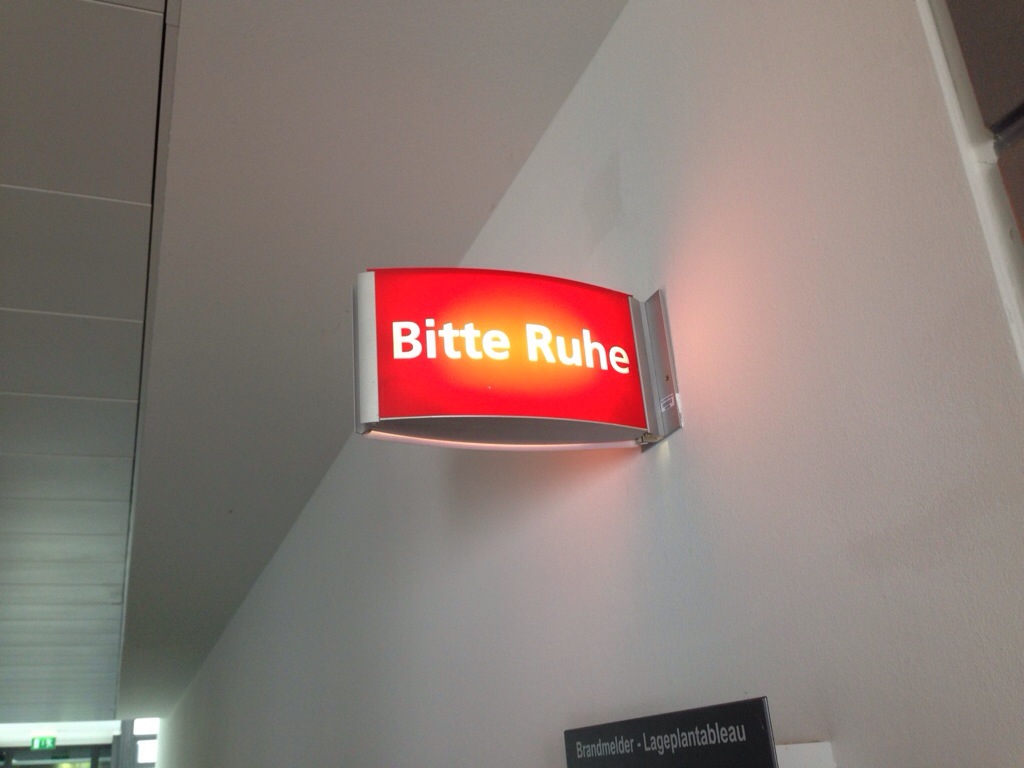 Bitte Ruhe
Brandmelder - Lageplantableau